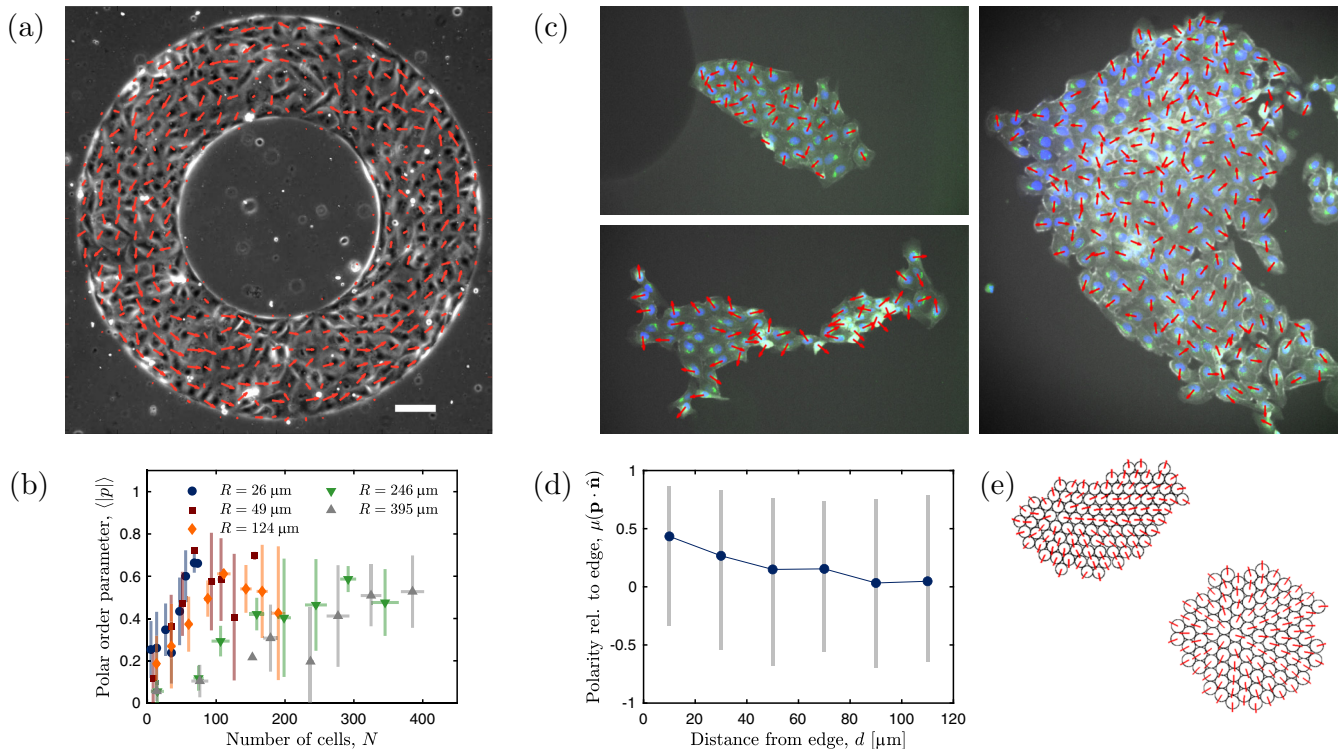 (a)
(c)
(b)
Polar order parameter, ⟨|p|⟩
1
0.8
0.6
0.4
0.2
0
R = 26 µm
R = 49 µm
R = 124 µm
R = 246 µm
R = 395 µm
0 100 200 300 400
Number of cells, N
(d)
Polarity rel. to edge, µ(p · n̂)
1
0.5
0
-0.5
-1
0 20 40 60 80 100 120
Distance from edge, d [µm]
(e)